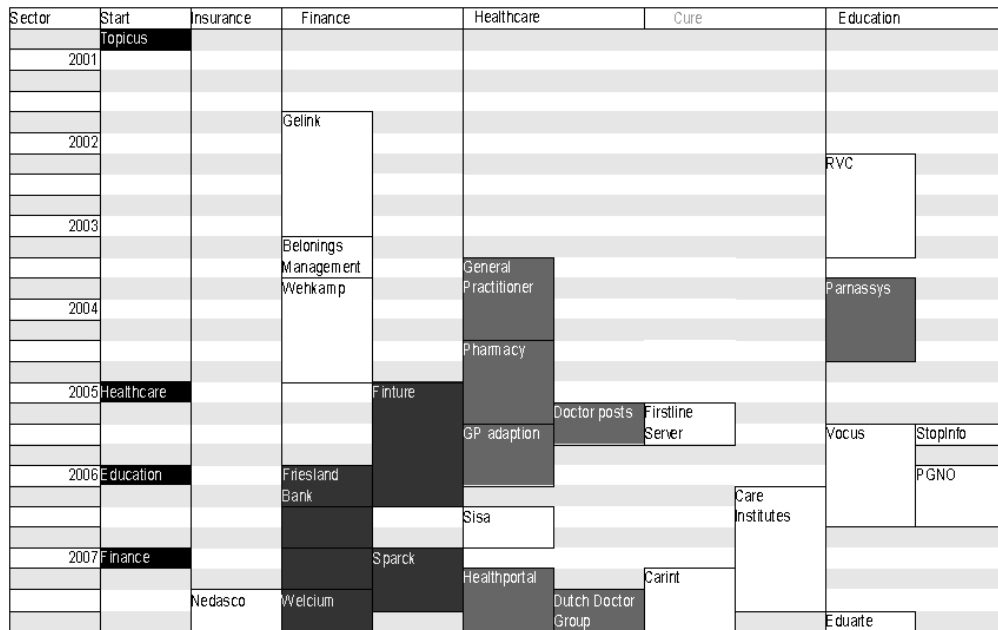 Sector Start Insurance Finance Healthcare Cure Education
Topicus
2001
Gelink
2002
RVC
2003
Belonings
Management
General
Practitioner
Wehkamp
Parnassys
2004
Pharmacy
2005 Healthcare Finture
Doctor posts Firstline
Server
GP adaption Vocus StopInfo
2006 Education Friesland
Bank
PGNO
Care
Institutes
Sisa
2007 Finance Sparck
Healthportal Carint
Nedasco Welcium Dutch Doctor
Group
Eduarte